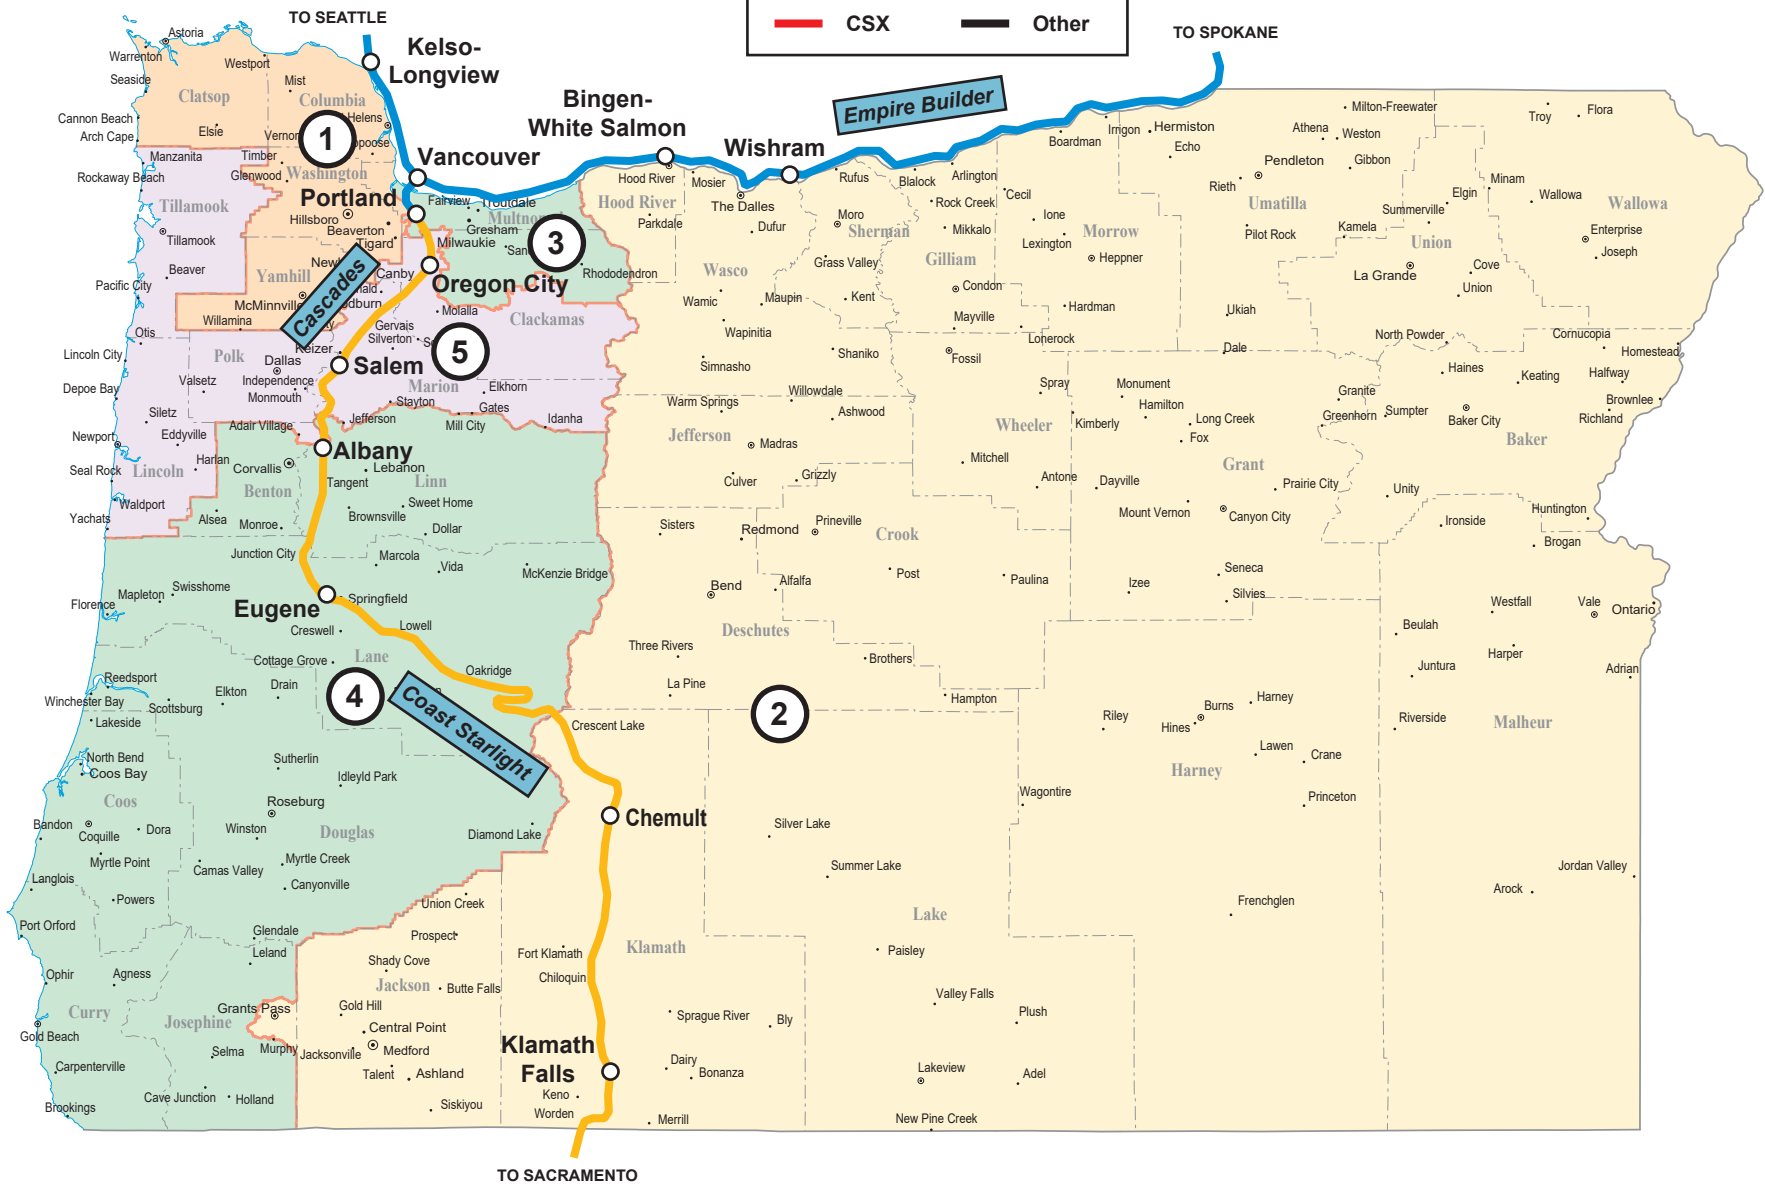 CSX
Other
TO SEATTLE
TO SPOKANE
Kelso-
Longview
Bingen-
White Salmon
Wishram
Vancouver
Portland
Oregon City
Salem
Albany
Eugene
Chemult
Klamath
Falls
TO SACRAMENTO
Empire Builder
Cascades
Coast Starlight
1
2
3
4
5
Clatsop
Columbia
Tillamook
Washington
Yamhill
Hood River
Clackamas
Polk
Marion
Lincoln
Benton
Linn
Lane
Douglas
Coos
Curry
Josephine
Jackson
Klamath
Lake
Harney
Malheur
Baker
Grant
Wheeler
Jefferson
Crook
Deschutes
Wasco
Sherman
Gilliam
Morrow
Umatilla
Union
Wallowa
Astoria
Warrenton
Westport
Seaside
Mist
Cannon Beach
Arch Cape
Elsie
Helens
Manzanita
Timber
Glenwood
Rockaway Beach
Tillamook
Hillsboro
Beaverton
Tigard
Fairview
Troutdale
Gresham
Milwaukie
Rhododendron
Beaver
Pacific City
McMinnville
Willamina
Canby
Molalla
Gervais
Silverton
Otis
Lincoln City
Keizer
Dallas
Independence
Monmouth
Valsetz
Depoe Bay
Siletz
Newport
Eddyville
Harlan
Seal Rock
Waldport
Yachats
Elkhorn
Stayton
Gates
Mill City
Idanha
Jefferson
Adair Village
Corvallis
Lebanon
Tangent
Sweet Home
Brownsville
Dollar
Alsea
Monroe
Junction City
Marcola
Vida
McKenzie Bridge
Swisshome
Mapleton
Florence
Springfield
Creswell
Lowell
Cottage Grove
Oakridge
Reedsport
Winchester Bay
Scottsburg
Elkton
Drain
Lakeside
Crescent Lake
North Bend
Coos Bay
Sutherlin
Idleyld Park
Roseburg
Winston
Diamond Lake
Bandon
Coquille
Dora
Myrtle Point
Camas Valley
Myrtle Creek
Canyonville
Langlois
Powers
Port Orford
Union Creek
Glendale
Leland
Prospect
Shady Cove
Butte Falls
Ophir
Agness
Grants Pass
Gold Hill
Central Point
Medford
Gold Beach
Selma
Murphy
Jacksonville
Talent
Ashland
Carpenterville
Cave Junction
Holland
Siskiyou
Brookings
Fort Klamath
Chiloquin
Keno
Worden
Merrill
Sprague River
Bly
Dairy
Bonanza
Hood River
Mosier
The Dalles
Parkdale
Dufur
Rufus
Blalock
Arlington
Boardman
Irrigon
Hermiston
Echo
Moro
Rock Creek
Cecil
Mikkalo
Ione
Lexington
Heppner
Grass Valley
Condon
Kent
Wamic
Maupin
Wapinitia
Mayville
Hardman
Lonerock
Simnasho
Shaniko
Fossil
Milton-Freewater
Athena
Weston
Pendleton
Gibbon
Rieth
Pilot Rock
Ukiah
Dale
Troy
Flora
Minam
Elgin
Wallowa
Summerville
Kamela
Enterprise
Joseph
La Grande
Cove
Union
North Powder
Cornucopia
Homestead
Haines
Keating
Halfway
Granite
Greenhorn
Sumpter
Baker City
Brownlee
Richland
Willowdale
Warm Springs
Ashwood
Spray
Monument
Hamilton
Kimberly
Long Creek
Fox
Madras
Mitchell
Culver
Grizzly
Antone
Dayville
Prairie City
Mount Vernon
Canyon City
Unity
Ironside
Huntington
Brogan
Sisters
Redmond
Prineville
Bend
Alfalfa
Post
Paulina
Izee
Seneca
Silvies
Westfall
Vale
Ontario
Beulah
Harper
Juntura
Adrian
Three Rivers
Brothers
La Pine
Hampton
Riley
Hines
Burns
Harney
Lawen
Crane
Princeton
Riverside
Wagontire
Silver Lake
Summer Lake
Jordan Valley
Arock
Frenchglen
Paisley
Valley Falls
Plush
Lakeview
Adel
New Pine Creek